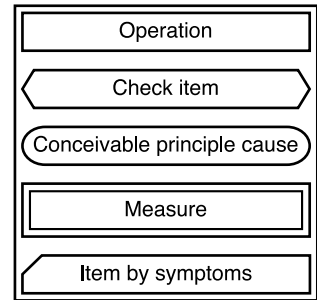 Operation
Check item
Conceivable principle cause
Measure
Item by symptoms